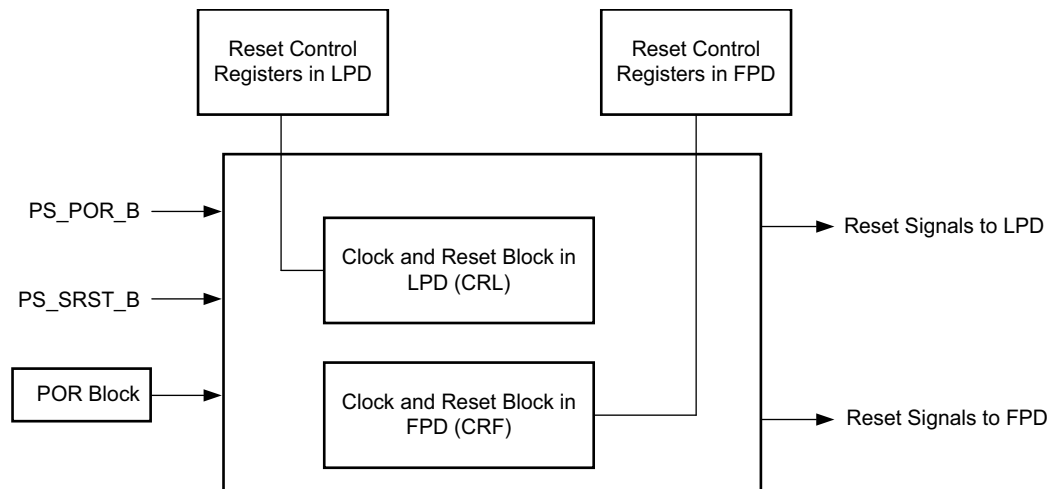 Reset Control
Registers in LPD
Reset Control
Registers in FPD
PS_POR_B
Clock and Reset Block in
LPD (CRL)
Reset Signals to LPD
PS_SRST_B
POR Block
Clock and Reset Block in
FPD (CRF)
Reset Signals to FPD